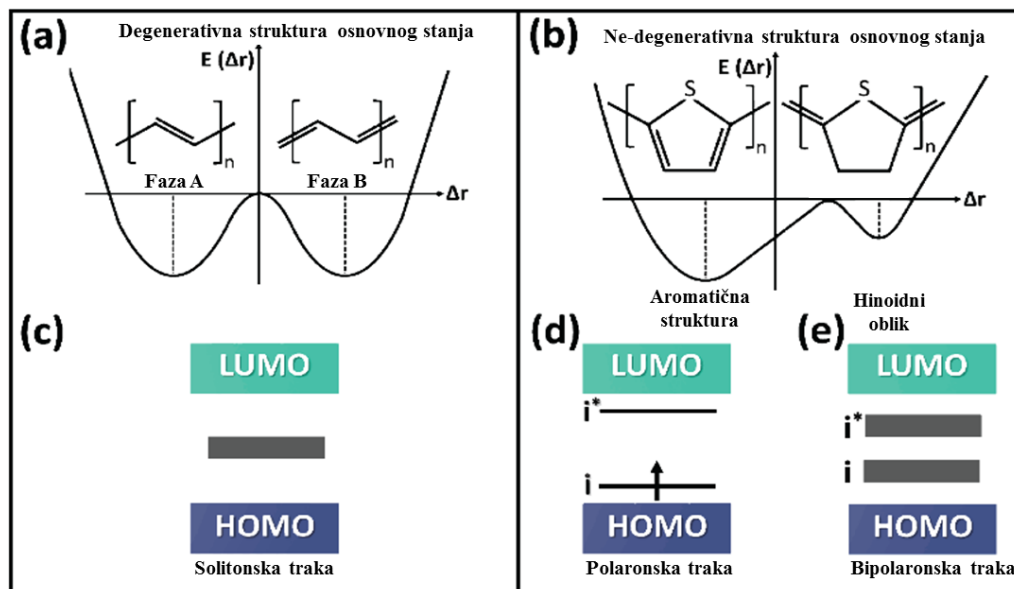 (a)
Degenerativna struktura osnovnog stanja
E (Δr)
n
n
Faza A
Faza B
Δr
(b)
Ne-degenerativna struktura osnovnog stanja
E (Δr)
S
n
S
n
Δr
Aromatična
struktura
Hinoidni
oblik
(c)
LUMO
HOMO
Solitonska traka
(d)
LUMO
i*
i
HOMO
Polaronska traka
(e)
LUMO
i*
i
HOMO
Bipolaronska traka